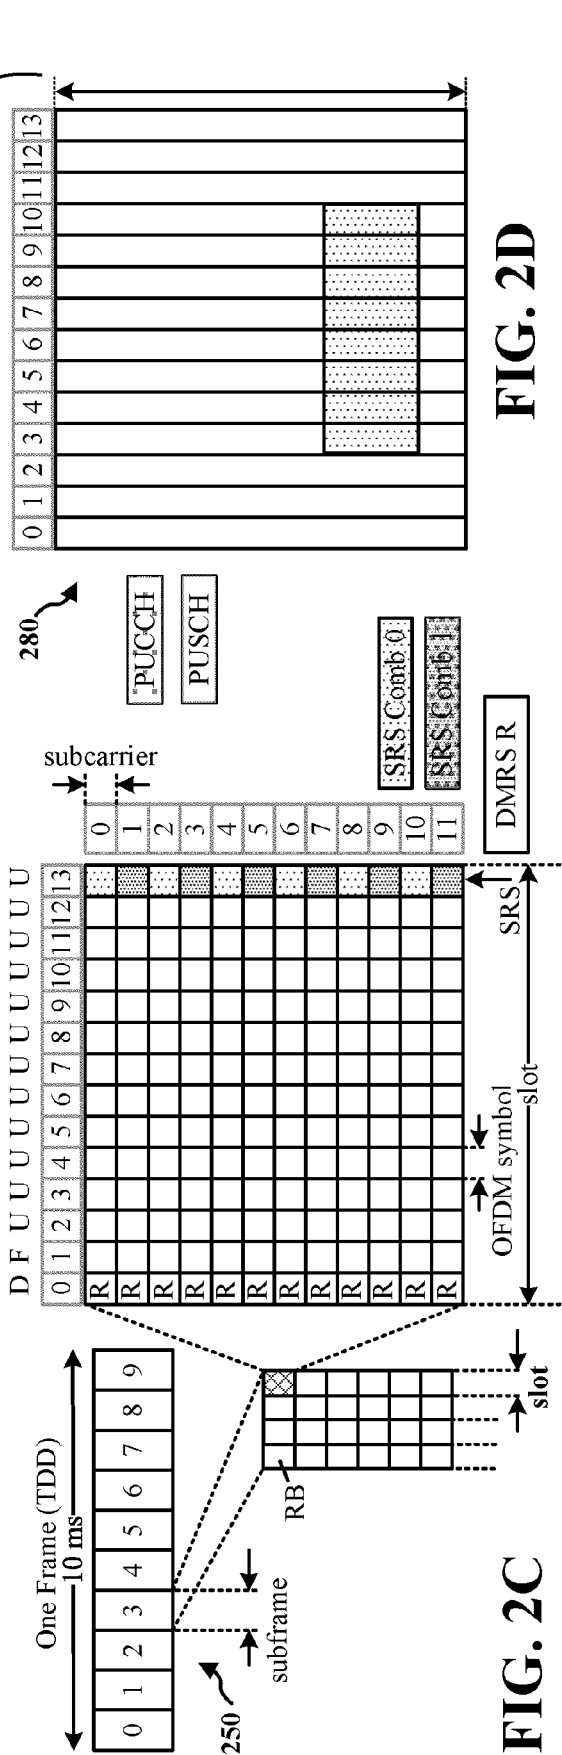 One Frame (TDD)
10 ms
0 1 2 3 4 5 6 7 8 9
250
subframe
RB
slot
FIG. 2C
D F U U U U U U U U U U U U
0 1 2 3 4 5 6 7 8 9 10 11 12 13
R
R
R
R
R
R
R
R
R
R
R
R
OFDM symbol
slot
SRS
subcarrier
0
1
2
3
4
5
6
7
8
9
10
11
280
PUCCH
PUSCH
SRS Comb 0
SRS Comb 1
DMRS R
0 1 2 3 4 5 6 7 8 9 10 11 12 13
FIG. 2D